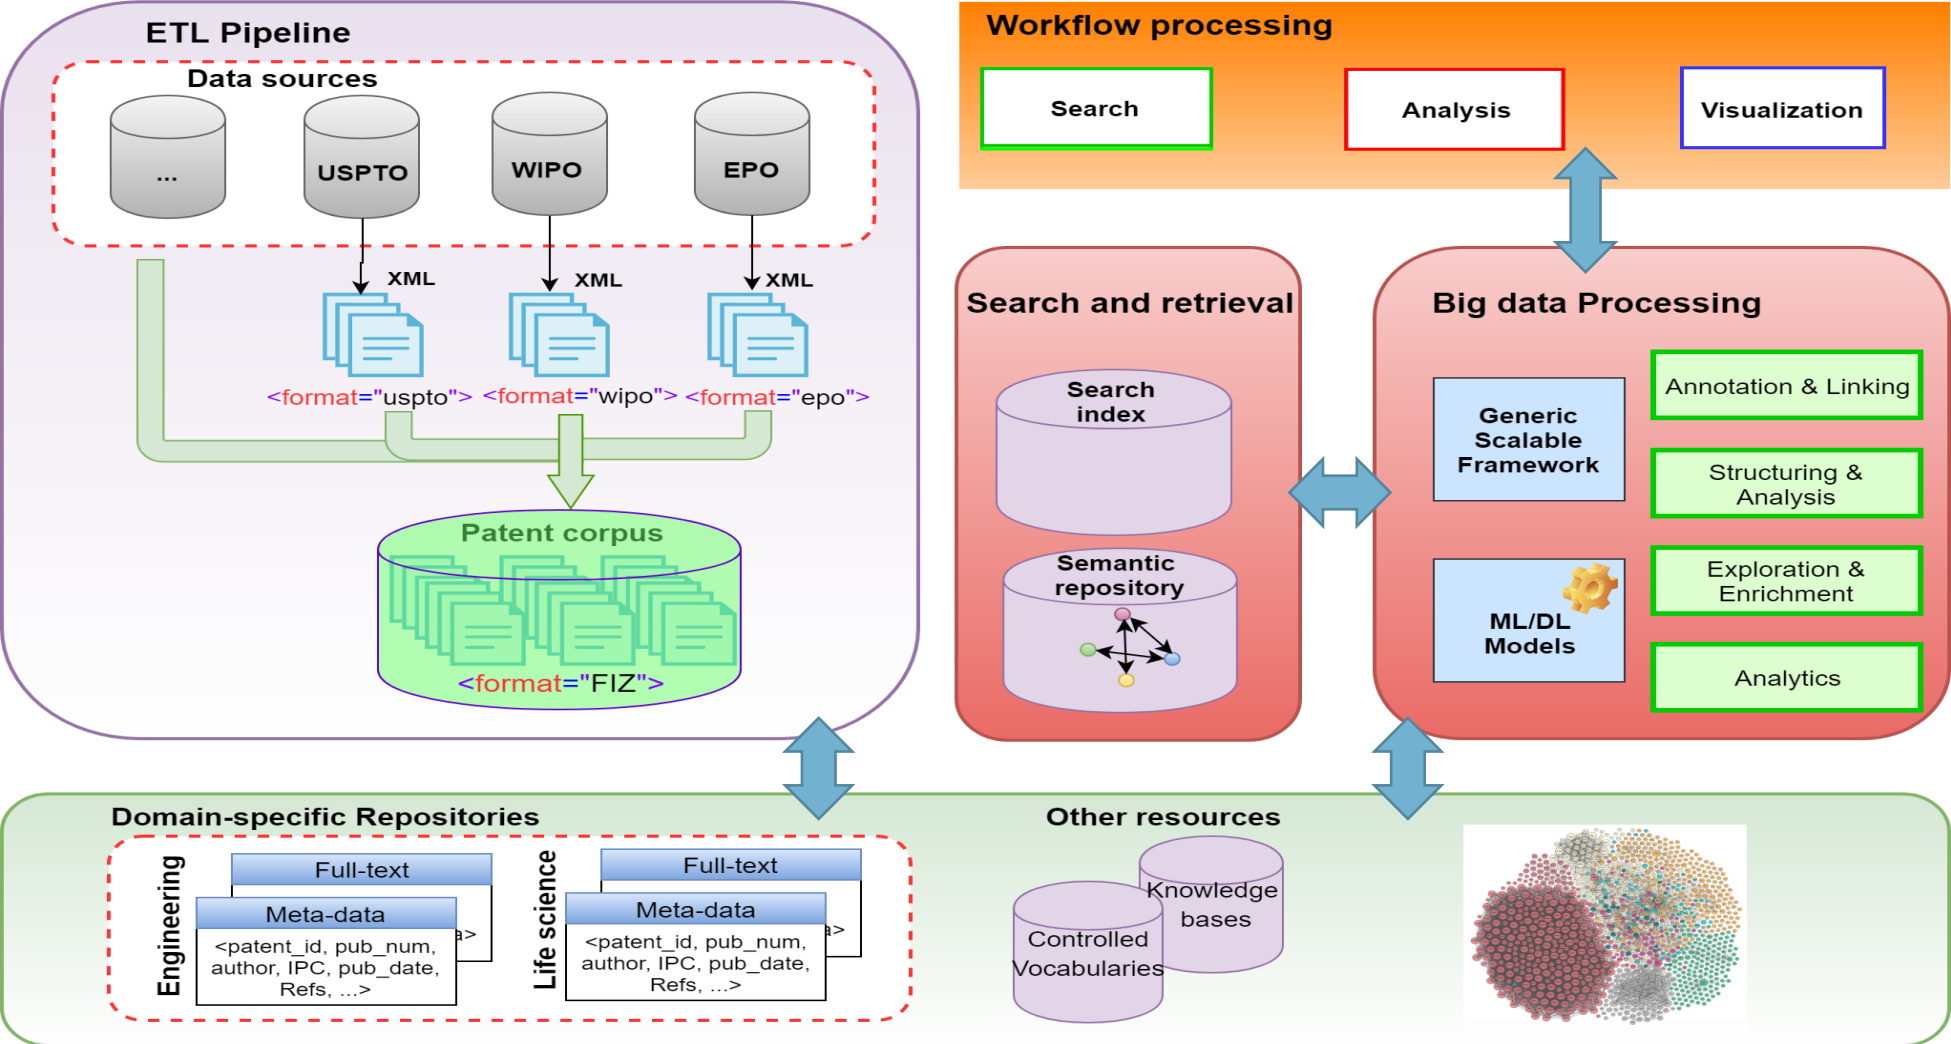 ETL Pipeline
Data sources
...
USPTO
WIPO
EPO
XML
XML
XML
<format="uspto">
<format="wipo">
<format="epo">
Patent corpus
<format="FIZ">
Workflow processing
Search
Analysis
Visualization
Search and retrieval
Search
index
Semantic
repository
Big data Processing
Generic
Scalable
Framework
ML/DL
Models
Annotation & Linking
Structuring &
Analysis
Exploration &
Enrichment
Analytics
Domain-specific Repositories
Engineering
Full-text
a>
Meta-data
<patent_id, pub_num,
author, IPC, pub_date,
Refs, ...>
Life science
Full-text
a>
Meta-data
<patent_id, pub_num,
author, IPC, pub_date,
Refs, ...>
Other resources
Knowledge
bases
Controlled
Vocabularies